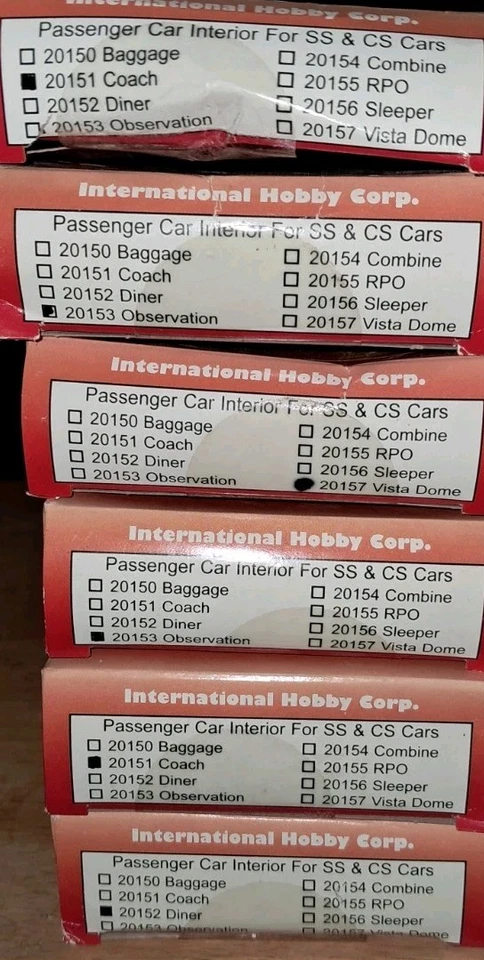 International Hobby Corp.
Passenger Car Interior For SS & CS Cars
20150 Baggage 20154 Combine
20151 Coach 20155 RPO
20152 Diner 20156 Sleeper
20153 Observation 20157 Vista Dome
International Hobby Corp.
Passenger Car Interior For SS & CS Cars
20150 Baggage 20154 Combine
20151 Coach 20155 RPO
20152 Diner 20156 Sleeper
20153 Observation 20157 Vista Dome
International Hobby Corp.
Passenger Car Interior For SS & CS Cars
20150 Baggage 20154 Combine
20151 Coach 20155 RPO
20152 Diner 20156 Sleeper
20153 Observation 20157 Vista Dome
International Hobby Corp.
Passenger Car Interior For SS & CS Cars
20150 Baggage 20154 Combine
20151 Coach 20155 RPO
20152 Diner 20156 Sleeper
20153 Observation 20157 Vista Dome
International Hobby Corp.
Passenger Car Interior For SS & CS Cars
20150 Baggage 20154 Combine
20151 Coach 20155 RPO
20152 Diner 20156 Sleeper
20153 Observation 20157 Vista Dome
International Hobby Corp.
Passenger Car Interior For SS & CS Cars
20150 Baggage 20154 Combine
20151 Coach 20155 RPO
20152 Diner 20156 Sleeper
20153 Observation 20157 Vista Dome